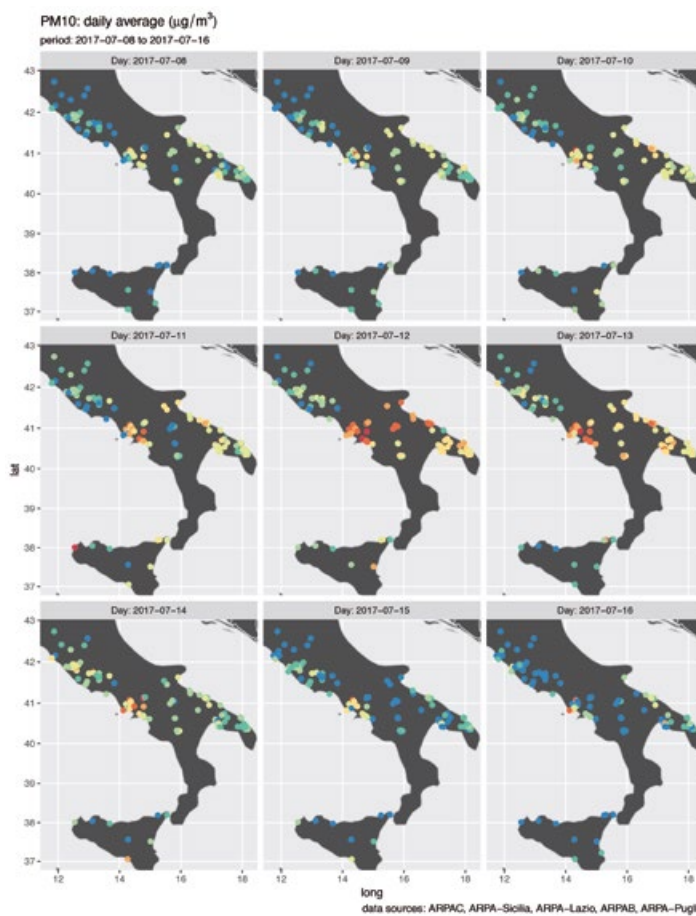 PM10: daily average (μg/m³)
period: 2017-07-08 to 2017-07-16
Day: 2017-07-08 Day: 2017-07-09 Day: 2017-07-10
43
42
41
40
39
38
37
Day: 2017-07-11 Day: 2017-07-12 Day: 2017-07-13
43
42
41
40
39
38
37
lat
Day: 2017-07-14 Day: 2017-07-15 Day: 2017-07-16
43
42
41
40
39
38
37
12 14 16 18 12 14 16 18 12 14 16 18
long
data sources: ARPAC, ARPA-Sicilia, ARPA-Lazio, ARPAB, ARPA-Pugl